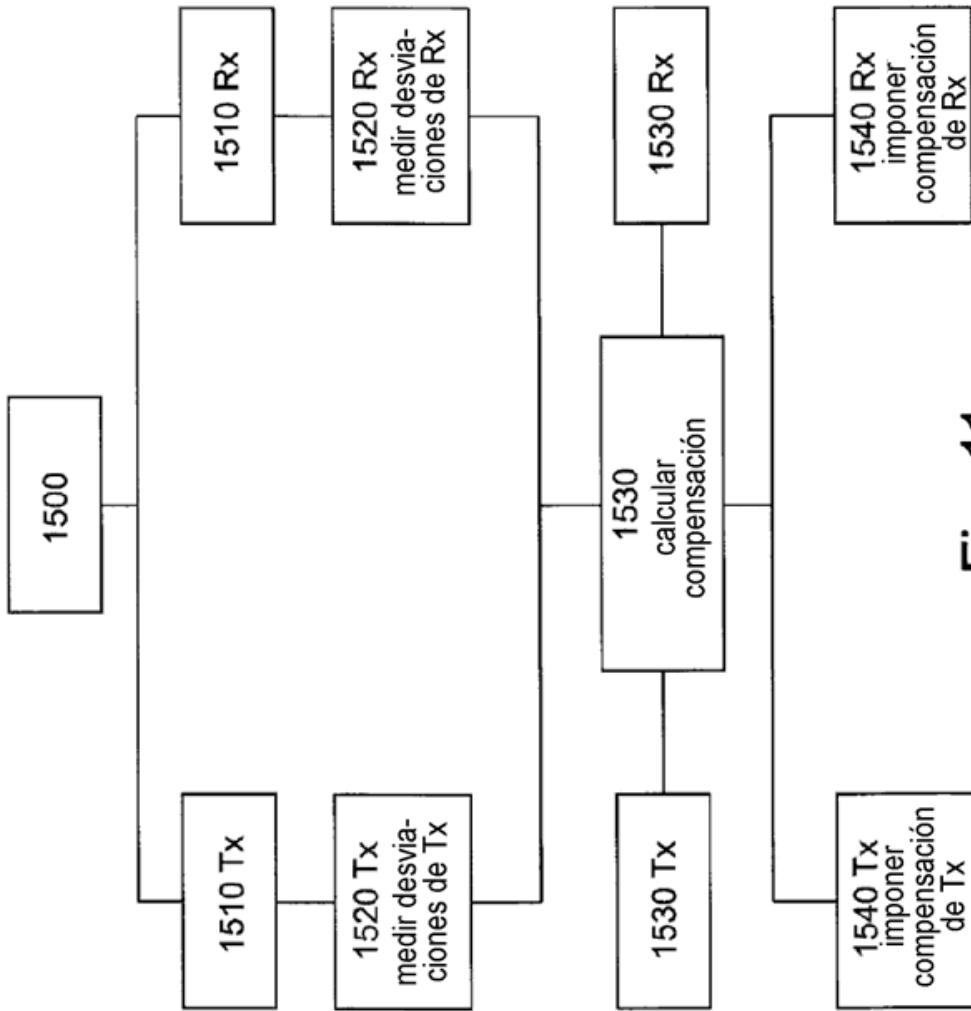 1500
1510 Tx
1510 Rx
1520 Tx
medir desvia-
ciones de Tx
1520 Rx
medir desvia-
ciones de Rx
1530 Tx
1530
calcular
compensación
1530 Rx
1540 Tx
imponer
compensación
de Tx
1540 Rx
imponer
compensación
de Rx